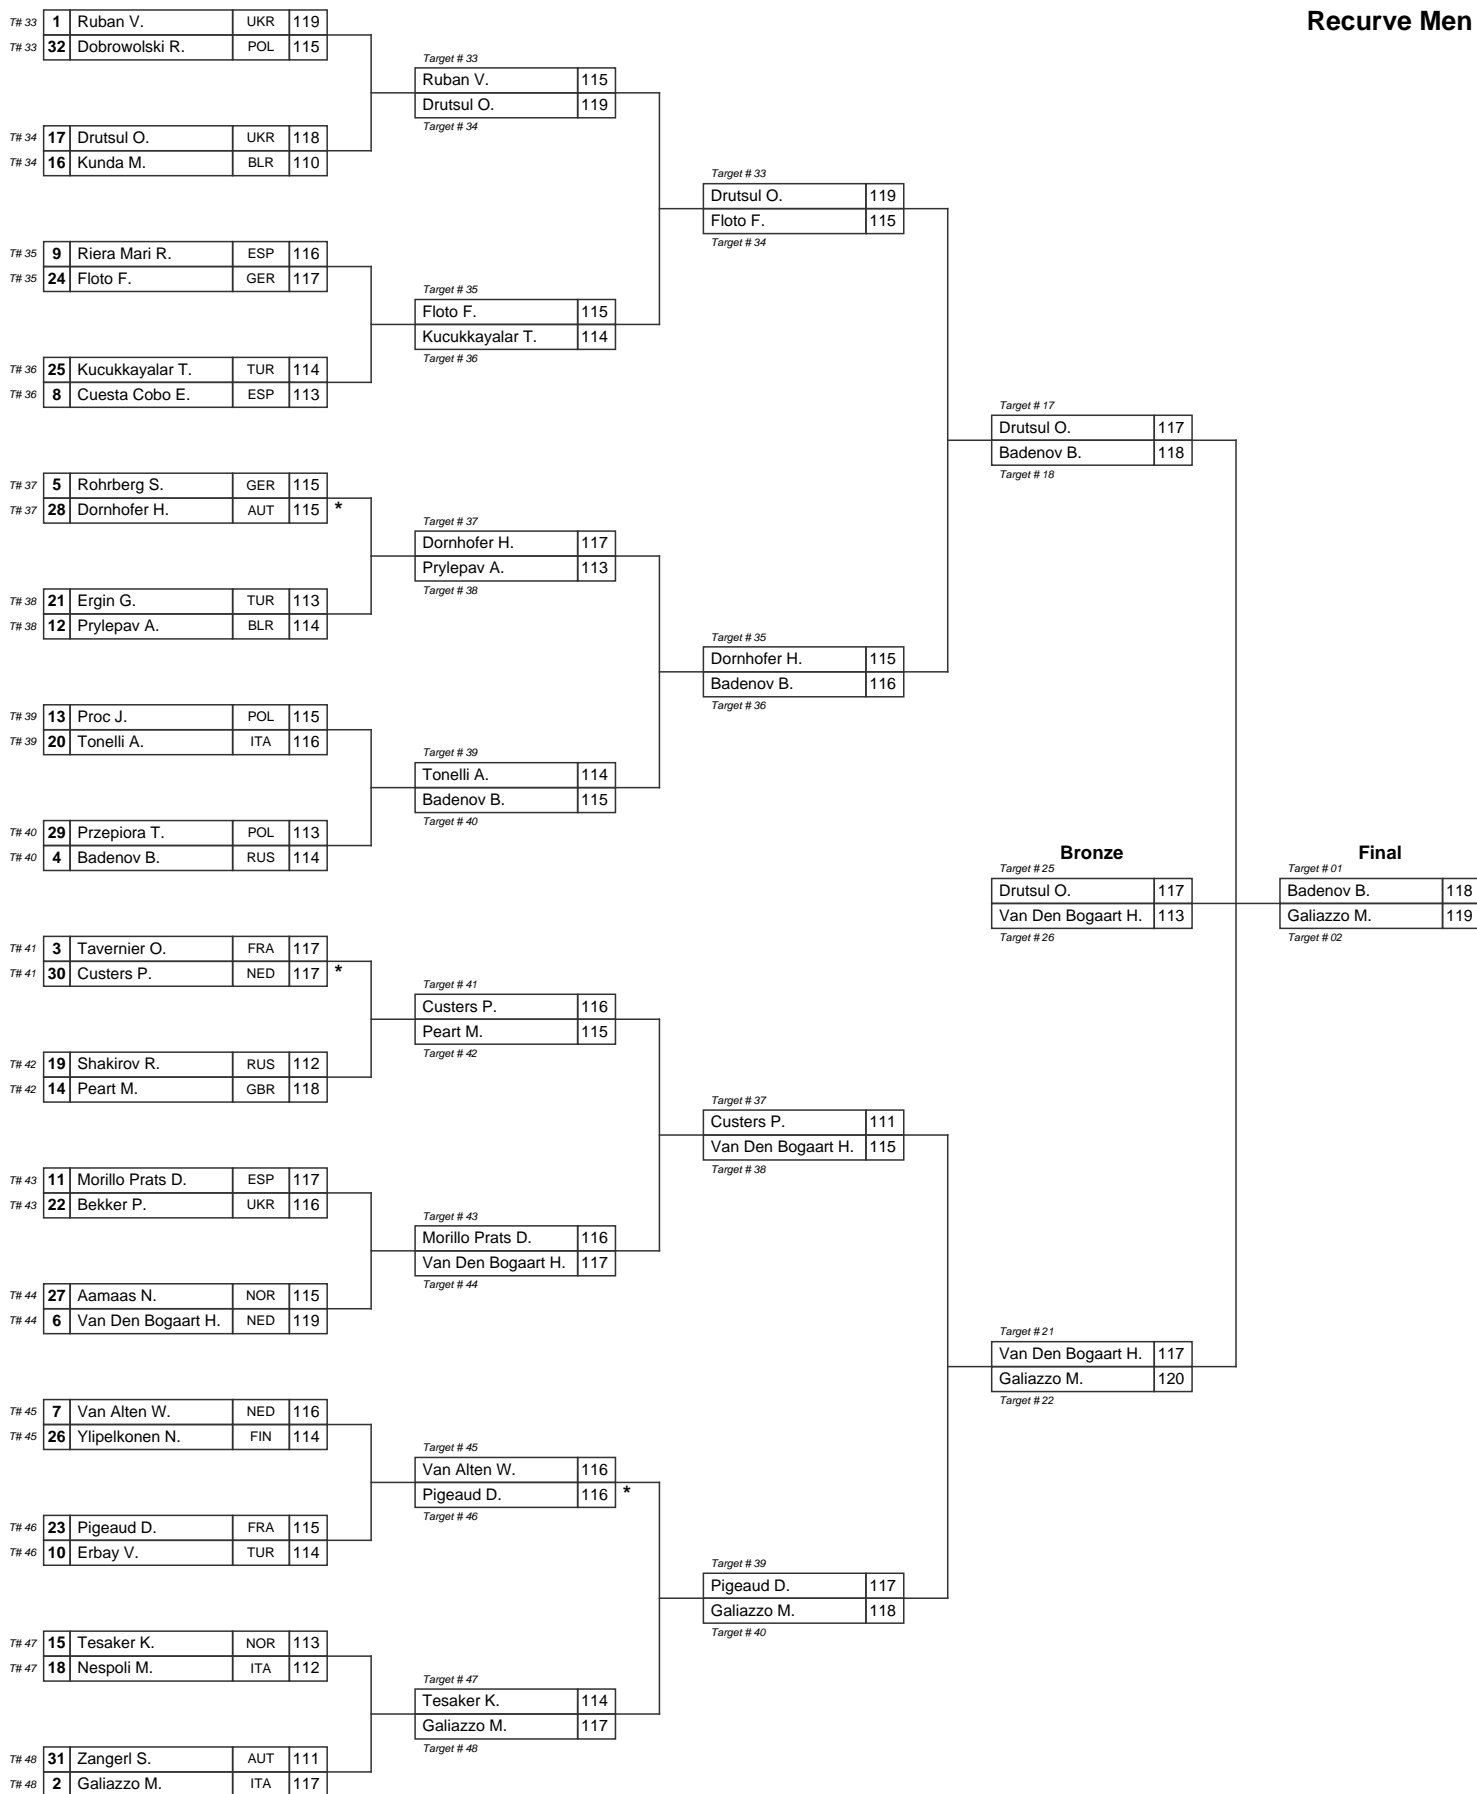 Recurve Men
T# 33 1 Ruban V. UKR 119
T# 33 32 Dobrowolski R. POL 115
T# 34 17 Drutsul O. UKR 118
T# 34 16 Kunda M. BLR 110
T# 35 9 Riera Mari R. ESP 116
T# 35 24 Floto F. GER 117
T# 36 25 Kucukkayalar T. TUR 114
T# 36 8 Cuesta Cobo E. ESP 113
T# 37 5 Rohrberg S. GER 115
T# 37 28 Dornhofer H. AUT 115 *
T# 38 21 Ergin G. TUR 113
T# 38 12 Prylepav A. BLR 114
T# 39 13 Proc J. POL 115
T# 39 20 Tonelli A. ITA 116
T# 40 29 Przepiora T. POL 113
T# 40 4 Badenov B. RUS 114
T# 41 3 Tavernier O. FRA 117
T# 41 30 Custers P. NED 117 *
T# 42 19 Shakirov R. RUS 112
T# 42 14 Peart M. GBR 118
T# 43 11 Morillo Prats D. ESP 117
T# 43 22 Bekker P. UKR 116
T# 44 27 Aamaas N. NOR 115
T# 44 6 Van Den Bogaart H. NED 119
T# 45 7 Van Alten W. NED 116
T# 45 26 Ylipelkonen N. FIN 114
T# 46 23 Pigeaud D. FRA 115
T# 46 10 Erbay V. TUR 114
T# 47 15 Tesaker K. NOR 113
T# 47 18 Nespoli M. ITA 112
T# 48 31 Zangerl S. AUT 111
T# 48 2 Galiazzo M. ITA 117
Target # 33
Ruban V. 115
Drutsul O. 119
Target # 34
Target # 35
Floto F. 115
Kucukkayalar T. 114
Target # 36
Target # 37
Dornhofer H. 117
Prylepav A. 113
Target # 38
Target # 39
Tonelli A. 114
Badenov B. 115
Target # 40
Target # 41
Custers P. 116
Peart M. 115
Target # 42
Target # 43
Morillo Prats D. 116
Van Den Bogaart H. 117
Target # 44
Target # 45
Van Alten W. 116
Pigeaud D. 116 *
Target # 46
Target # 47
Tesaker K. 114
Galiazzo M. 117
Target # 48
Target # 33
Drutsul O. 119
Floto F. 115
Target # 34
Target # 35
Dornhofer H. 115
Badenov B. 116
Target # 36
Target # 37
Custers P. 111
Van Den Bogaart H. 115
Target # 38
Target # 39
Pigeaud D. 117
Galiazzo M. 118
Target # 40
Target # 17
Drutsul O. 117
Badenov B. 118
Target # 18
Target # 21
Van Den Bogaart H. 117
Galiazzo M. 120
Target # 22
Bronze
Target # 25
Drutsul O. 117
Van Den Bogaart H. 113
Target # 26
Final
Target # 01
Badenov B. 118
Galiazzo M. 119
Target # 02